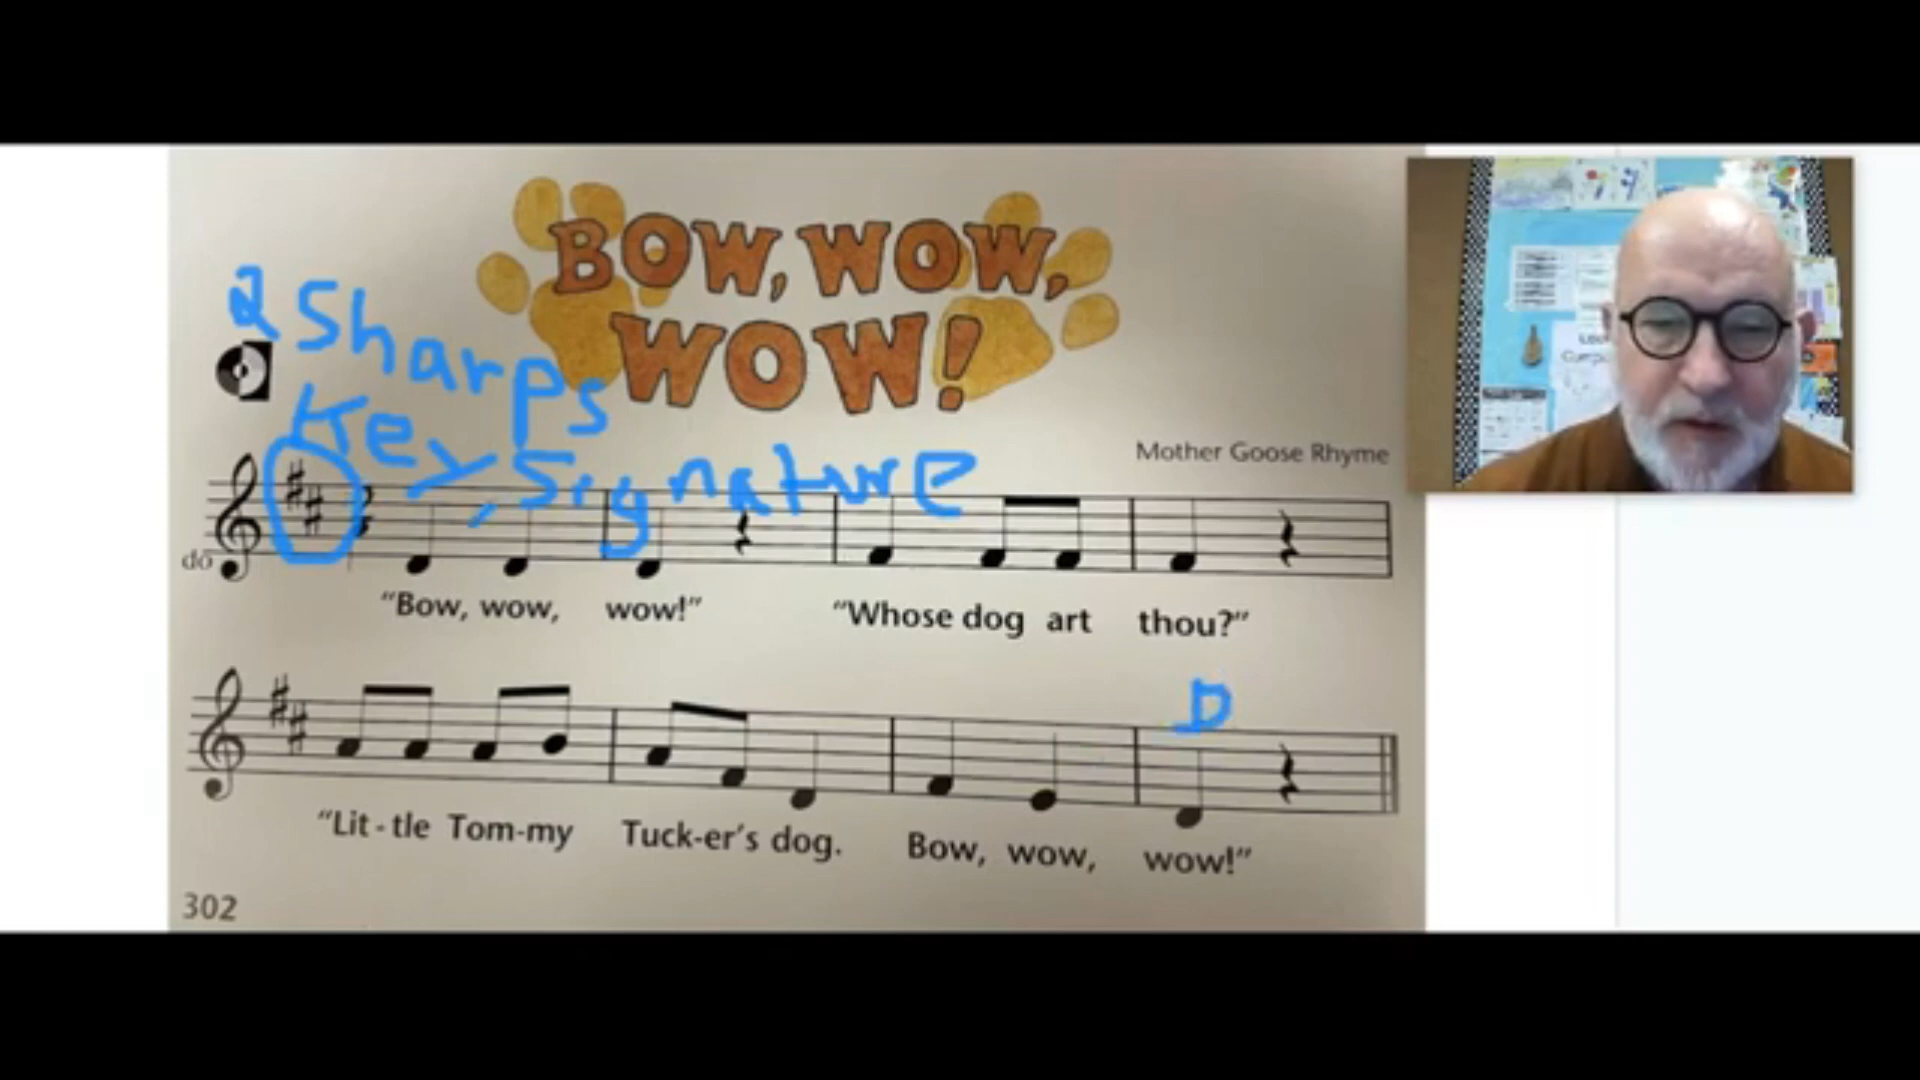 BOW, WOW,
WOW!
2 Sharps
Key Signature
Mother Goose Rhyme
do
“Bow, wow, wow!” “Whose dog art thou?”
D
“Lit - tle Tom-my Tuck-er’s dog. Bow, wow, wow!”
302